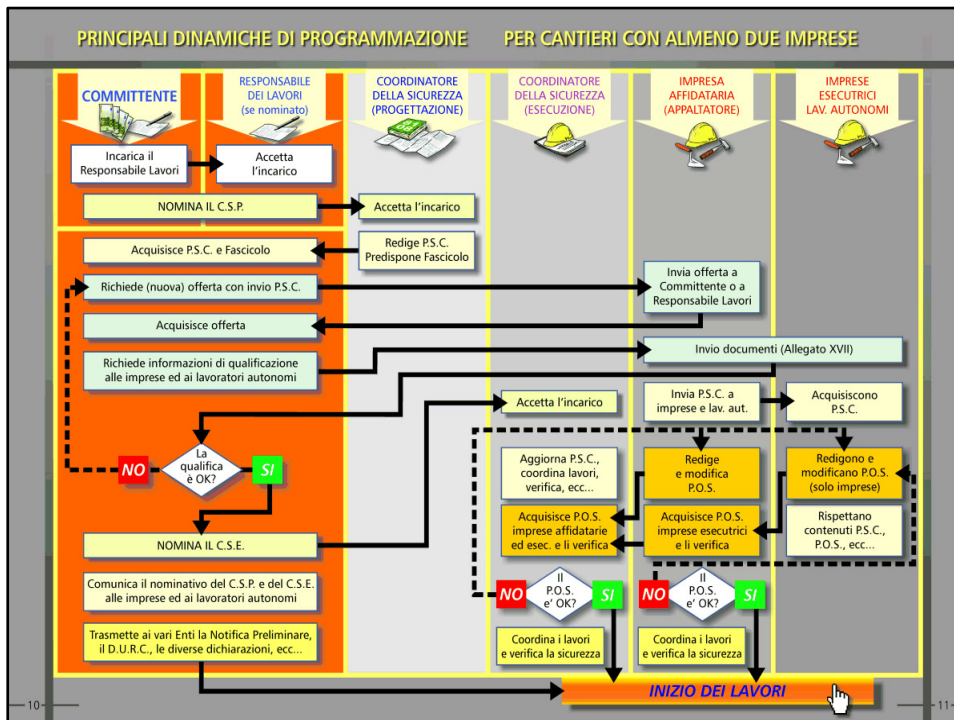 PRINCIPALI DINAMICHE DI PROGRAMMAZIONE PER CANTIERI CON ALMENO DUE IMPRESE
COMMITTENTE
RESPONSABILE
DEI LAVORI
(se nominato)
COORDINATORE
DELLA SICUREZZA
(PROGETTAZIONE)
COORDINATORE
DELLA SICUREZZA
(ESECUZIONE)
IMPRESA
AFFIDATARIA
(APPALTATORE)
IMPRESE
ESECUTRICI
LAV. AUTONOMI
Incarica il
Responsabile Lavori
Accetta
l'incarico
NOMINA IL C.S.P.
Accetta l'incarico
Acquisisce P.S.C. e Fascicolo
Redige P.S.C.
Predispone Fascicolo
Richiede (nuova) offerta con invio P.S.C.
Invia offerta a
Committente o a
Responsabile Lavori
Acquisisce offerta
Richiede informazioni di qualificazione
alle imprese ed ai lavoratori autonomi
Invio documenti (Allegato XVII)
Accetta l'incarico
Invia P.S.C. a
imprese e lav. aut.
Acquisiscono
P.S.C.
NO
La
qualifica
è OK?
SI
Aggiorna P.S.C.,
coordina lavori,
verifica, ecc...
Redige
e modifica
P.O.S.
Redigono e
modificano P.O.S.
(solo imprese)
NOMINA IL C.S.E.
Acquisisce P.O.S.
imprese affidatarie
ed esec. e li verifica
Acquisisce P.O.S.
imprese esecutrici
e li verifica
Rispettano
contenuti P.S.C.,
P.O.S., ecc...
Comunica il nominativo del C.S.P. e del C.S.E.
alle imprese ed ai lavoratori autonomi
NO
Il
P.O.S.
e' OK?
SI
NO
Il
P.O.S.
e' OK?
SI
Trasmette ai vari Enti la Notifica Preliminare,
il D.U.R.C., le diverse dichiarazioni, ecc...
Coordina i lavori
e verifica la sicurezza
Coordina i lavori
e verifica la sicurezza
INIZIO DEI LAVORI
10
11